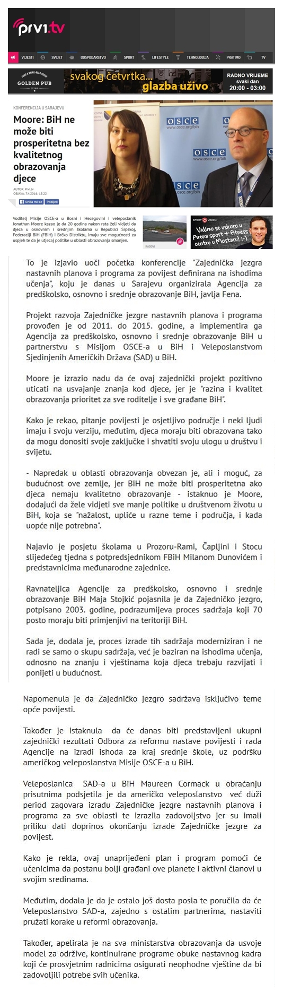 prv1.tv
VIJESTI SVIJET GOSPODARSTVO SPORT LIFESTYLE TEHNOLOGIJA PRATIMO TV
FOOD & DRINK-BEER HOUSE
GOLDEN PUB
EST. 2015
svakog četvrtka...
glazba uživo
RADNO VRIJEME
svaki dan
20:00 - 03:00
KONFERENCIJA U SARAJEVU
Moore: BiH ne
može biti
prosperitetna bez
kvalitetnog
obrazovanja
djece
AUTOR: Prvi.tv
OBJAVA: 7.4.2016, 13:22
Sviđa mi se Podijeli
osce
www.osce.org/bih
osce
www.osce.org/bih
osce
www.osce.org/bih
Voditelj Misije OSCE-a u Bosni i Hecegovini i veleposlanik
Jonathan Moore kazao je da 20 godina nakon rata želi vidjeti da
djeca u osnovnim i srednjim školama u Republici Srpskoj,
Federaciji BiH (FBiH) i Brčko Distriktu, imaju sve mogućnosti za
uspjeh te da je utjecaj politike u oblasti obrazovanja smanjen.
RADOVI
SPORT VISION
Vidimo se uskoro u
Arena sport + fitness
centru u Mostaru! :-)
To je izjavio uoči početka konferencije "Zajednička jezgra
nastavnih planova i programa za povijest definirana na ishodima
učenja", koju je danas u Sarajevu organizirala Agencija za
predškolsko, osnovno i srednje obrazovanje BiH, javlja Fena.
Projekt razvoja Zajedničke jezgre nastavnih planova i programa
provođen je od 2011. do 2015. godine, a implementira ga
Agencija za predškolsko, osnovno i srednje obrazovanje BiH u
partnerstvu s Misijom OSCE-a u BiH i Veleposlanstvom
Sjedinjenih Američkih Država (SAD) u BiH.
Moore je izrazio nadu da će ovaj zajednički projekt pozitivno
uticati na usvajanje znanja kod djece, jer je "razina i kvalitet
obrazovanja prioritet za sve roditelje i sve građane BiH".
Kako je rekao, pitanje povijesti je osjetljivo područje i neki ljudi
imaju i svoju verziju, međutim, djeca moraju biti obrazovana tako
da mogu donositi svoje zaključke i shvatiti svoju ulogu u društvu i
svijetu.
- Napredak u oblasti obrazovanja obvezan je, ali i moguć, za
budućnost ove zemlje, jer BiH ne može biti prosperitetna ako
djeca nemaju kvalitetno obrazovanje - istaknuo je Moore,
dodajući da žele vidjeti sve manje politike u društvenom životu u
BiH, koja se "nažalost, upliće u razne teme i područja, i kada
uopće nije potrebna".
Najavio je posjetu školama u Prozoru-Rami, Čapljini i Stocu
slijedećeg tjedna s potpredsjednikom FBiH Milanom Dunovićem i
predstavnicima međunarodne zajednice.
Ravnateljica Agencije za predškolsko, osnovno i srednje
obrazovanje BiH Maja Stojkić pojasnila je da Zajedničko jezgro,
potpisano 2003. godine, podrazumijeva proces sadržaja koji 70
posto moraju biti primjenjivi na teritoriji BiH.
Sada je, dodala je, proces izrade tih sadržaja moderniziran i ne
radi se samo o skupu sadržaja, već je baziran na ishodima učenja,
odnosno na znanju i vještinama koja djeca trebaju razvijati i
ponijeti u budućnost.
Napomenula je da Zajedničko jezgro sadržava isključivo teme
opće povijesti.
Također je istaknula da će danas biti predstavljeni ukupni
zajednički rezultati Odbora za reformu nastave povijesti i rada
Agencije na izradi ishoda za kraj srednje škole, uz podršku
američkog veleposlanstva Misije OSCE-a u BiH.
Veleposlanica SAD-a u BiH Maureen Cormack u obraćanju
prisutnima podsjetila je da američko veleposlanstvo već duži
period zagovara izradu Zajedničke jezgre nastavnih planova i
programa za sve oblasti te izrazila zadovoljstvo jer su imali
priliku dati doprinos okončanju izrade Zajedničke jezgre za
povijest.
Kako je rekla, ovaj unaprijeđeni plan i program pomoći će
učenicima da postanu bolji građani ove planete i aktivni članovi u
svojim sredinama.
Međutim, dodala je da je ostalo još dosta posla te poručila da će
Veleposlanstvo SAD-a, zajedno s ostalim partnerima, nastaviti
pružati korake u reformi obrazovanja.
Također, apelirala je na sva ministarstva obrazovanja da usvoje
model za održive, kontinuirane programe obuke nastavnog kadra
koji će prosvjetnim radnicima osigurati neophodne vještine da bi
zadovoljili potrebe svih učenika.